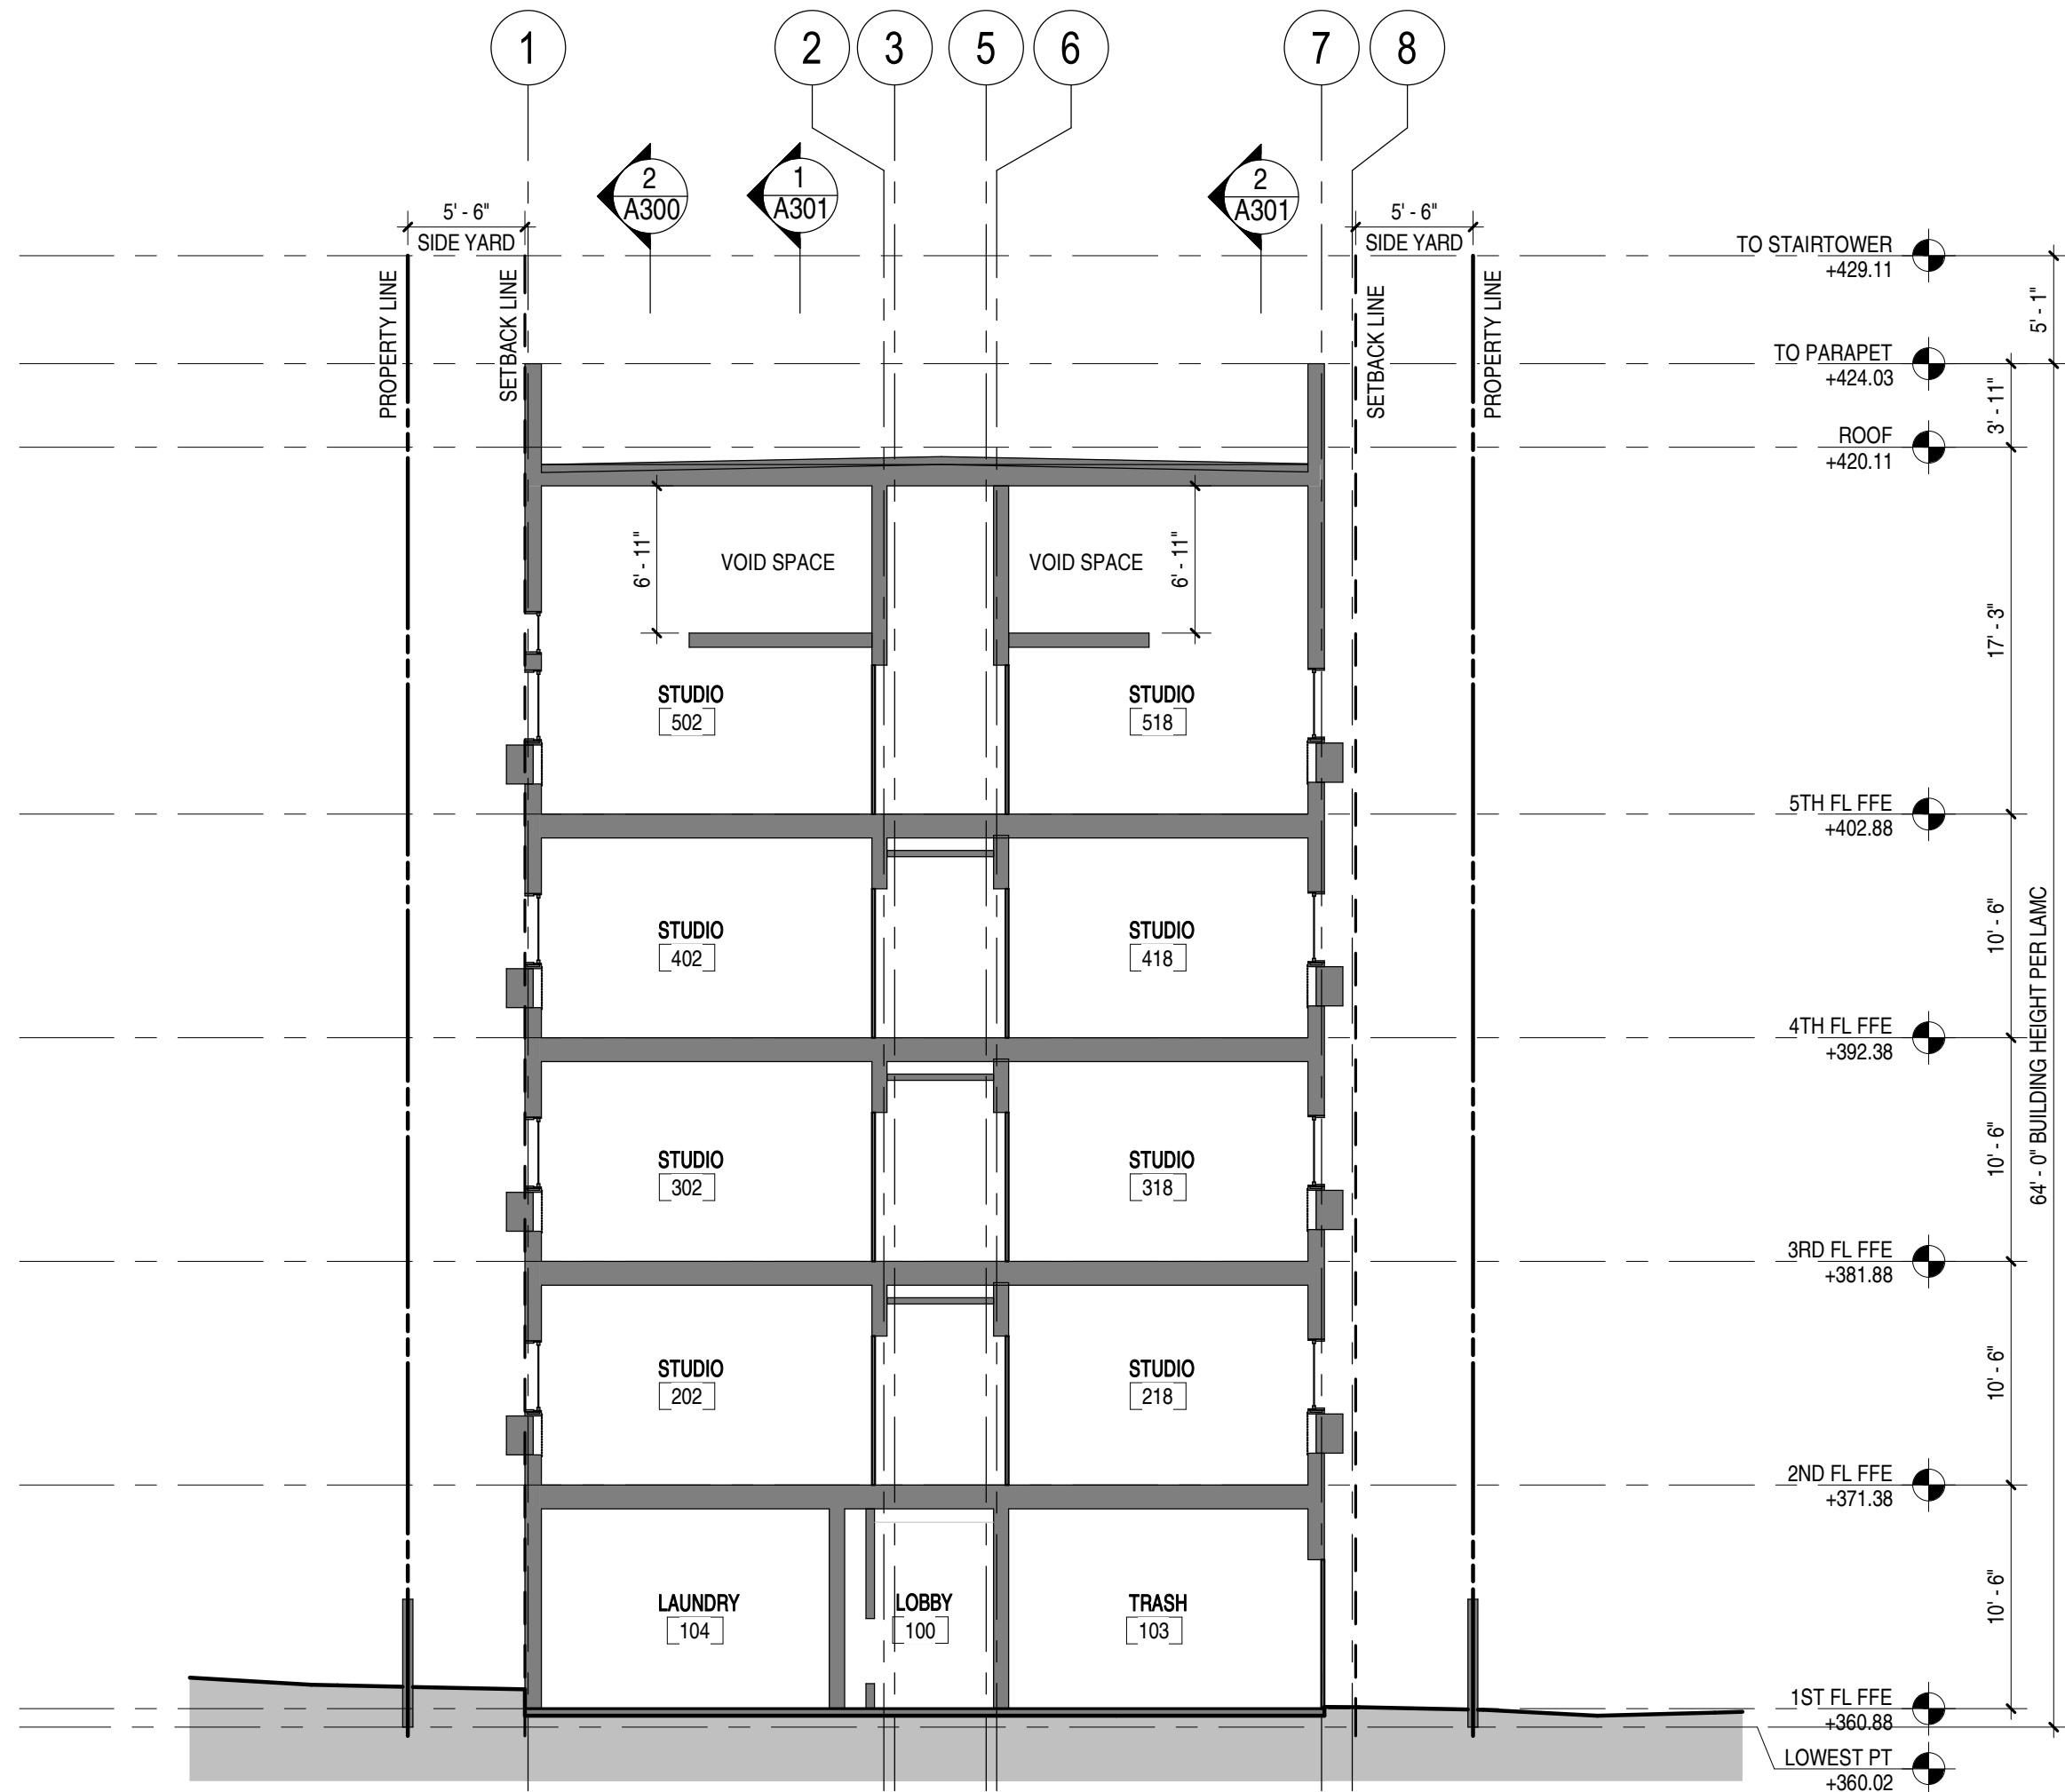 1
2
3
5
6
7
8
2
A300
1
A301
2
A301
5' - 6"
SIDE YARD
5' - 6"
SIDE YARD
PROPERTY LINE
SETBACK LINE
SETBACK LINE
PROPERTY LINE
TO STAIRTOWER
+429.11
5' - 1"
TO PARAPET
+424.03
3' - 11"
ROOF
+420.11
6' - 11"
VOID SPACE
VOID SPACE
6' - 11"
17' - 3"
STUDIO
502
STUDIO
518
5TH FL FFE
+402.88
STUDIO
402
STUDIO
418
10' - 6"
64' - 0" BUILDING HEIGHT PER LAMC
4TH FL FFE
+392.38
STUDIO
302
STUDIO
318
10' - 6"
3RD FL FFE
+381.88
STUDIO
202
STUDIO
218
10' - 6"
2ND FL FFE
+371.38
LAUNDRY
104
LOBBY
100
TRASH
103
10' - 6"
1ST FL FFE
+360.88
LOWEST PT
+360.02